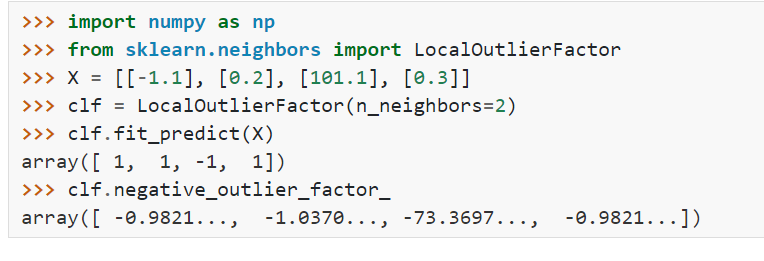 >>> import numpy as np
>>> from sklearn.neighbors import LocalOutlierFactor
>>> X = [[-1.1], [0.2], [101.1], [0.3]]
>>> clf = LocalOutlierFactor(n_neighbors=2)
>>> clf.fit_predict(X)
array([ 1,  1, -1,  1])
>>> clf.negative_outlier_factor_
array([ -0.9821...,  -1.0370..., -73.3697...,  -0.9821...])